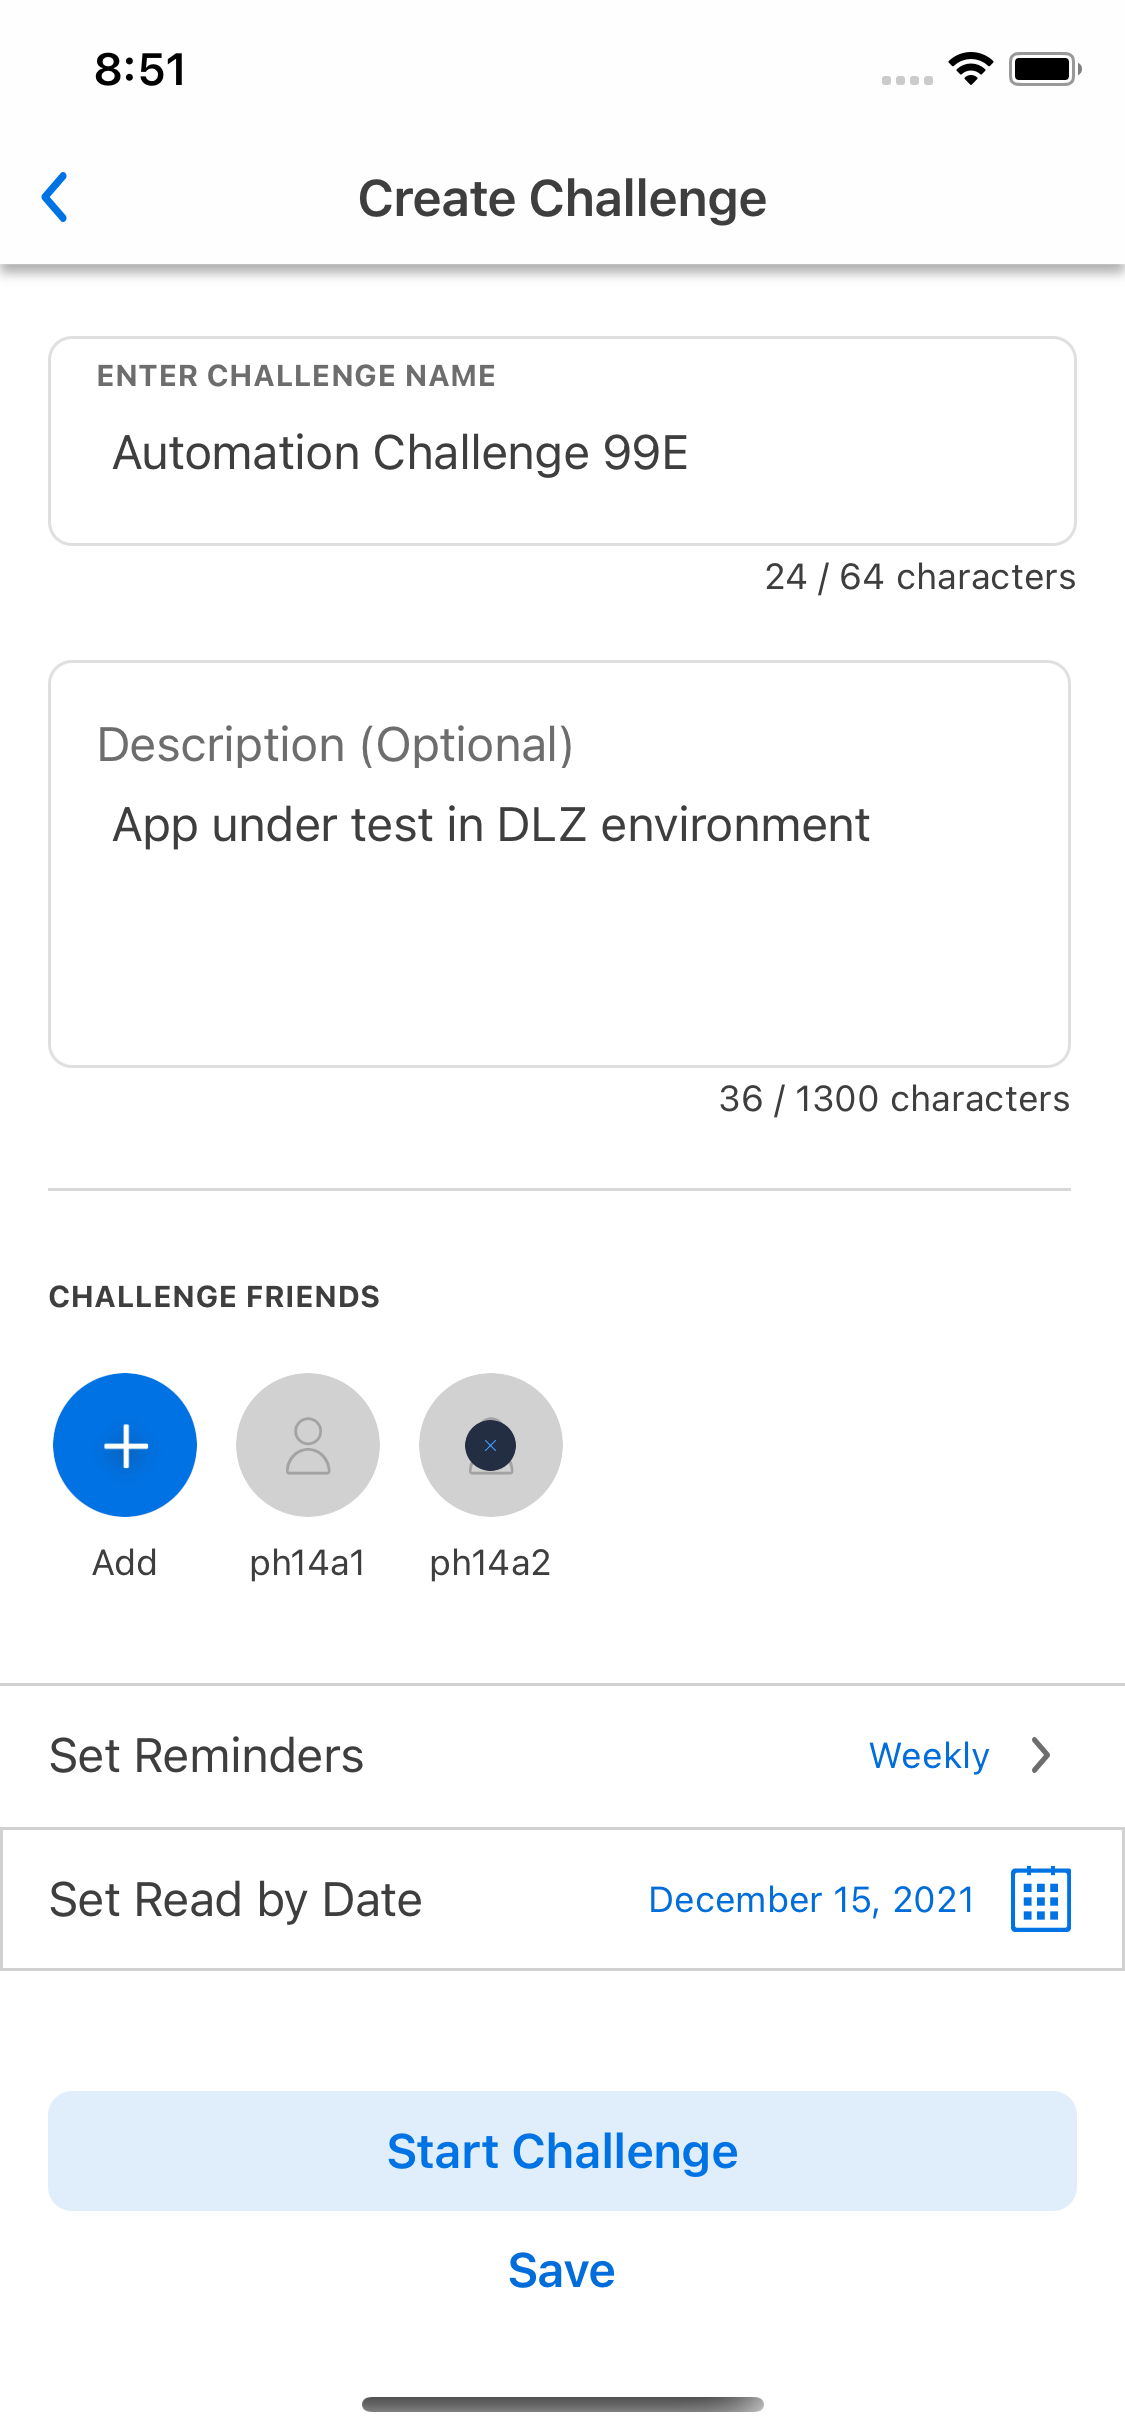 8:51
Create Challenge
ENTER CHALLENGE NAME
Automation Challenge 99E
24 / 64 characters
Description (Optional)
App under test in DLZ environment
36 / 1300 characters
CHALLENGE FRIENDS
Add ph14a1 ph14a2
Set Reminders Weekly
Set Read by Date December 15, 2021
Start Challenge
Save